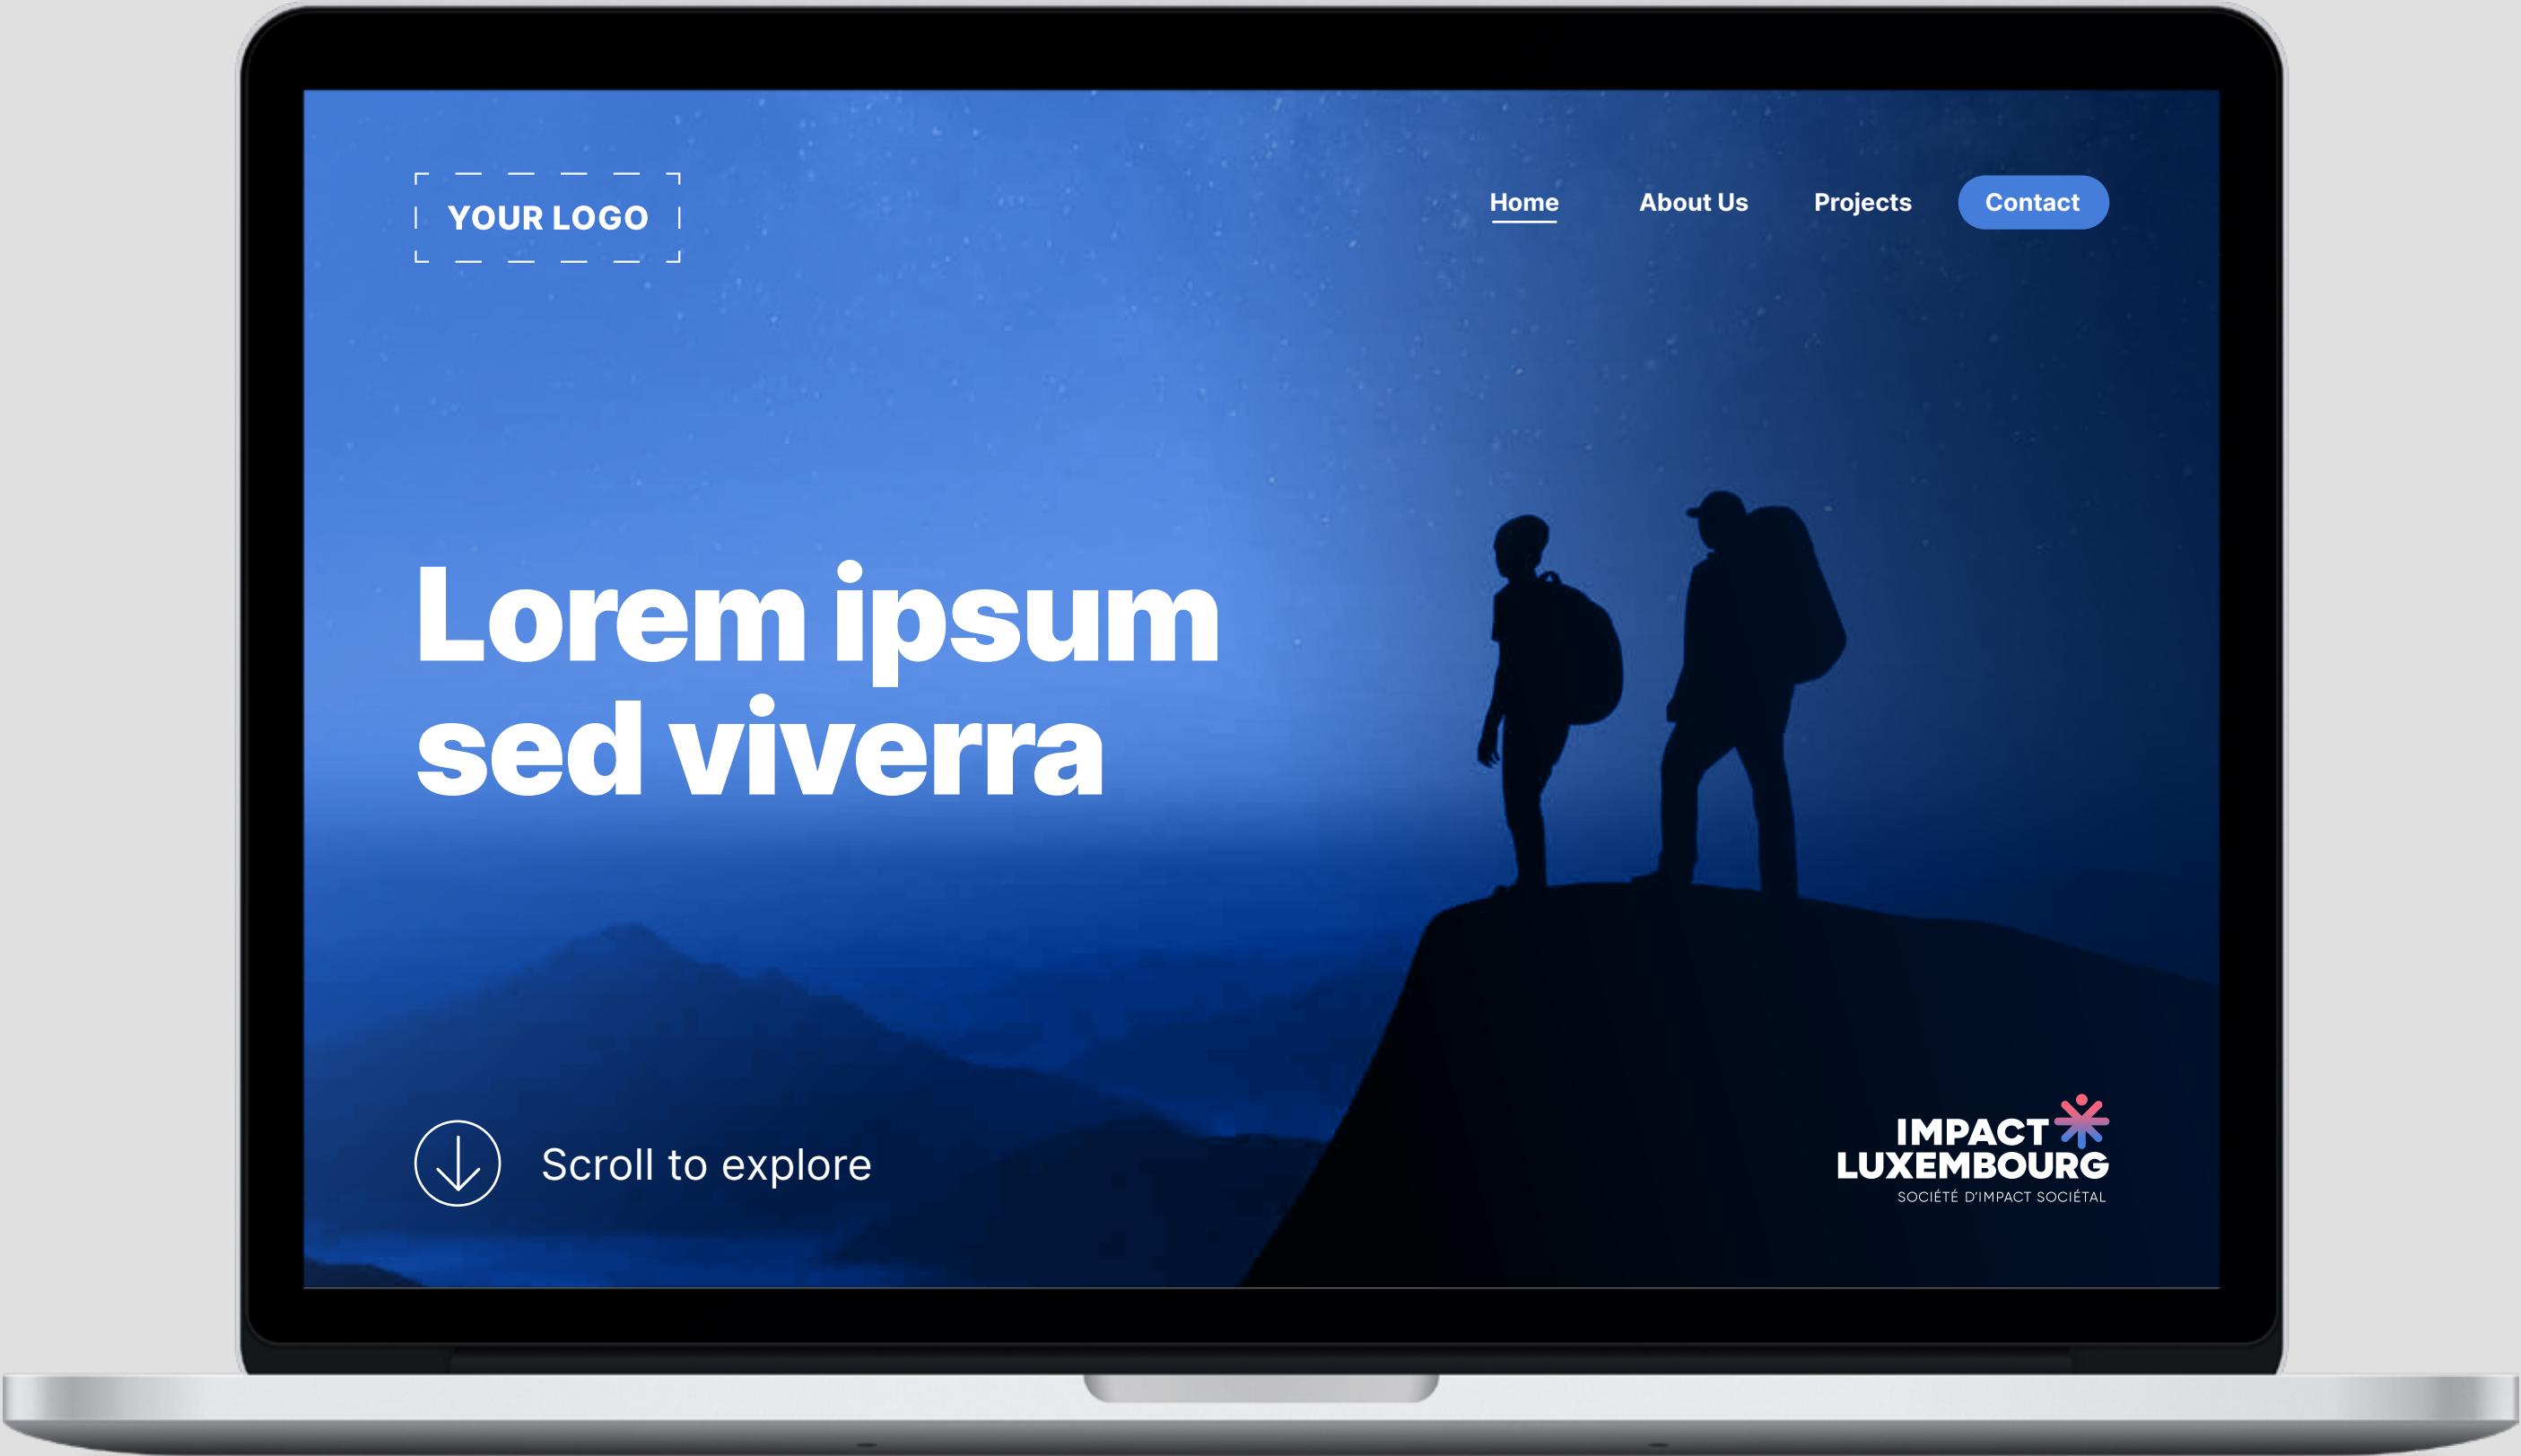 YOUR LOGO
Home
About Us
Projects
Contact
Lorem ipsum
sed viverra
Scroll to explore
IMPACT
LUXEMBOURG
SOCIÉTÉ D'IMPACT SOCIÉTAL